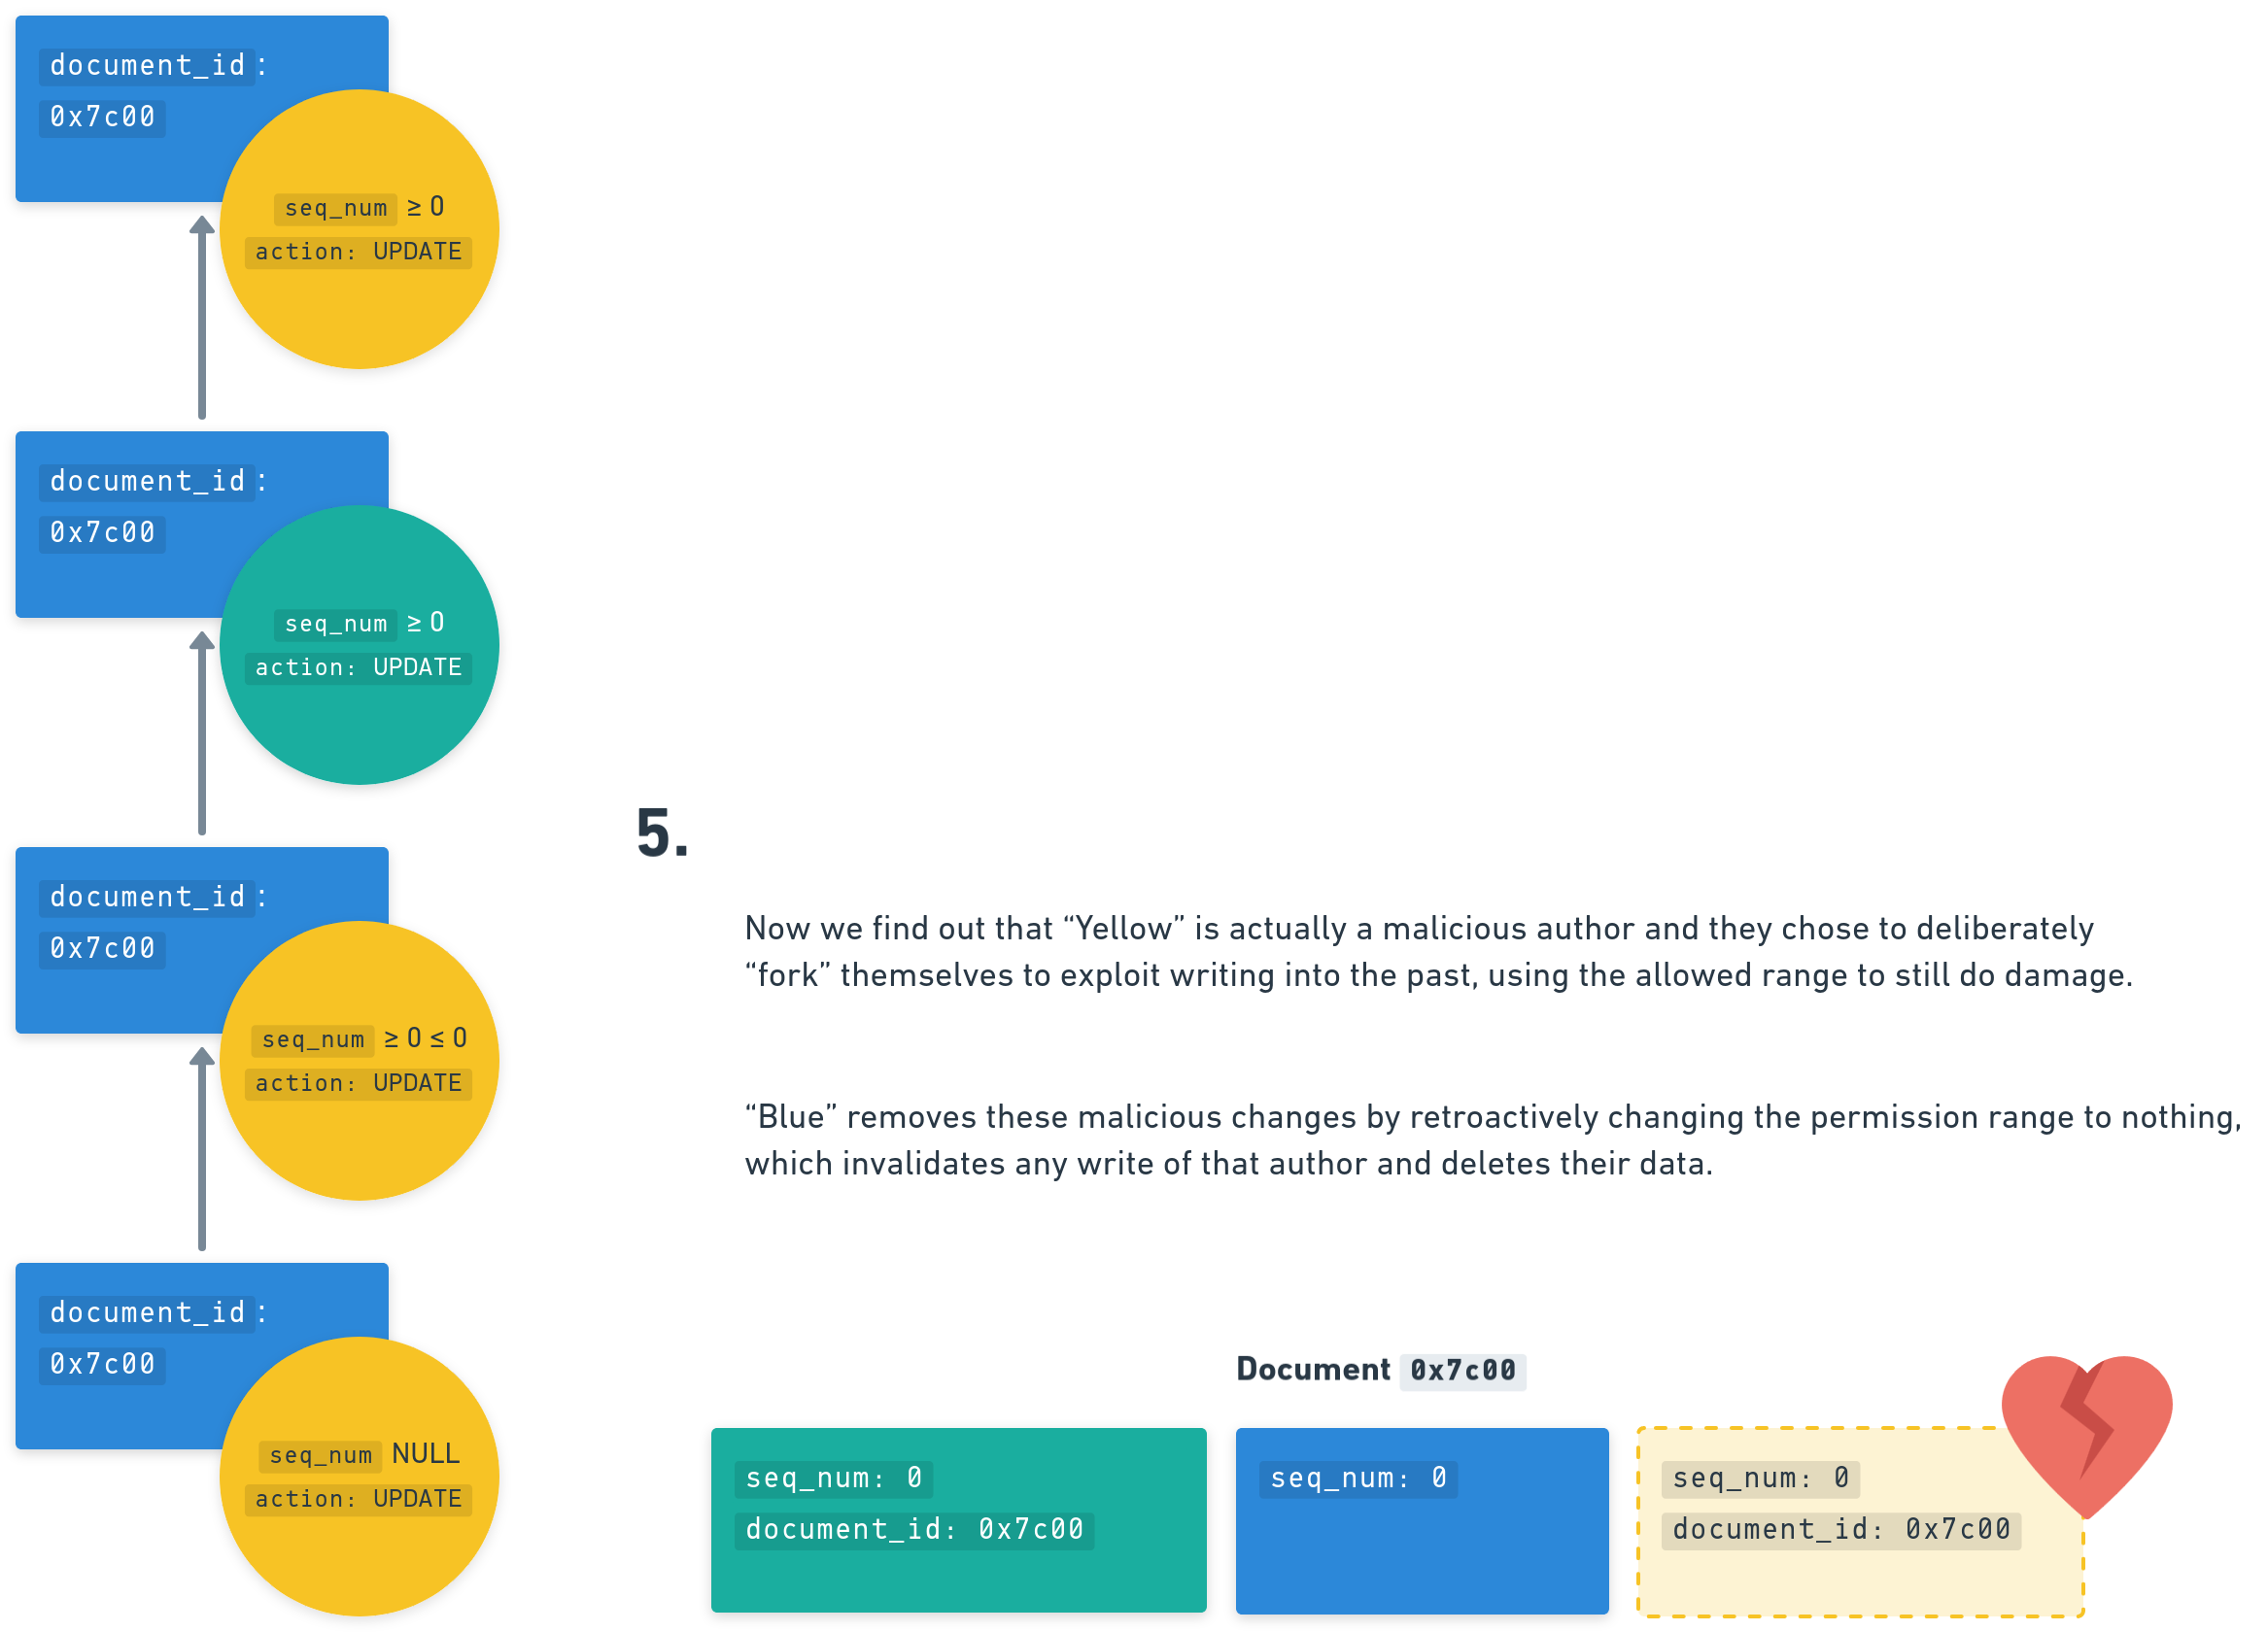 document_id:
0x7c00
seq_num ≥ 0
action: UPDATE
document_id:
0x7c00
seq_num ≥ 0
action: UPDATE
document_id:
0x7c00
seq_num ≥ 0 ≤ 0
action: UPDATE
document_id:
0x7c00
seq_num NULL
action: UPDATE
5.
Now we find out that “Yellow” is actually a malicious author and they chose to deliberately
“fork” themselves to exploit writing into the past, using the allowed range to still do damage.
“Blue” removes these malicious changes by retroactively changing the permission range to nothing,
which invalidates any write of that author and deletes their data.
Document 0x7c00
seq_num: 0
document_id: 0x7c00
seq_num: 0
seq_num: 0
document_id: 0x7c00